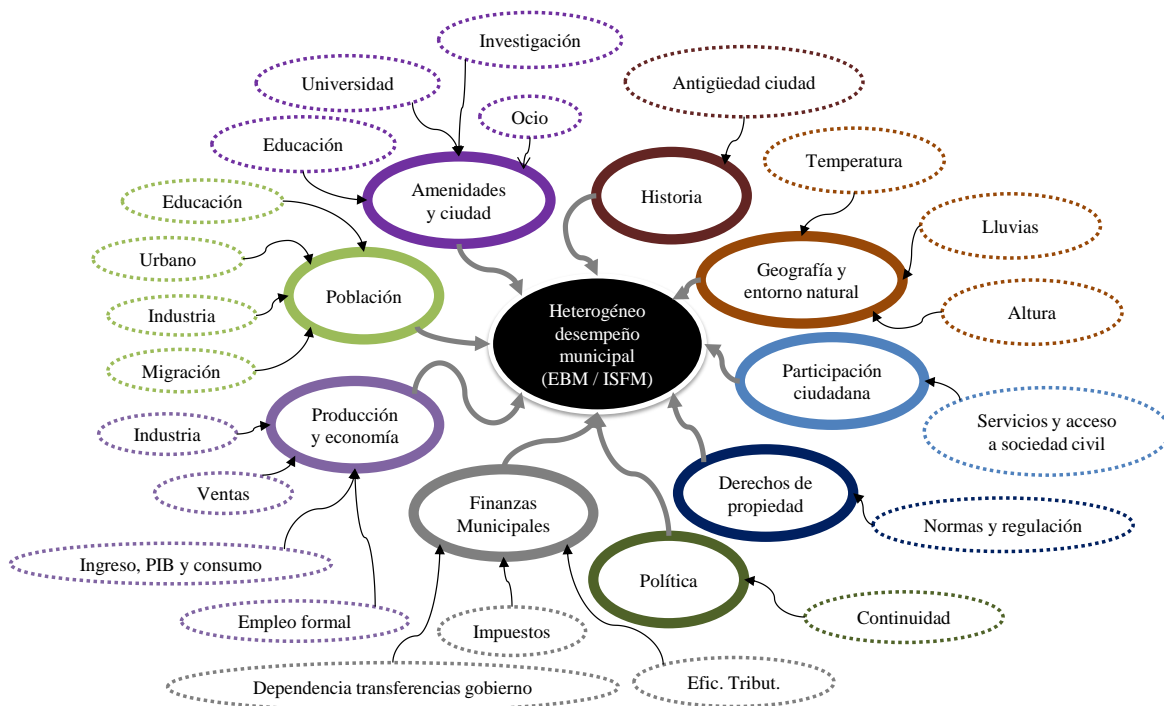 Investigación
Universidad
Antigüedad ciudad
Ocio
Educación
Temperatura
Amenidades
y ciudad
Historia
Educación
Lluvias
Urbano
Población
Geografía y
entorno natural
Industria
Altura
Heterogéneo
desempeño
municipal
(EBM / ISFM)
Migración
Participación
ciudadana
Producción
y economía
Industria
Servicios y acceso
a sociedad civil
Ventas
Finanzas
Municipales
Derechos de
propiedad
Normas y regulación
Ingreso, PIB y consumo
Política
Empleo formal
Impuestos
Continuidad
Dependencia transferencias gobierno
Efic. Tribut.